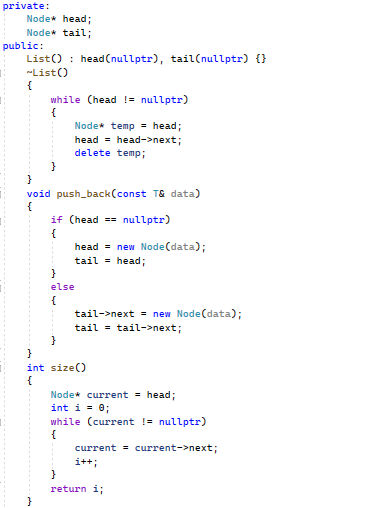 private:
    Node* head;
    Node* tail;
public:
    List() : head(nullptr), tail(nullptr) {}
    ~List()
    {
        while (head != nullptr)
        {
            Node* temp = head;
            head = head->next;
            delete temp;
        }
    }
    void push_back(const T& data)
    {
        if (head == nullptr)
        {
            head = new Node(data);
            tail = head;
        }
        else
        {
            tail->next = new Node(data);
            tail = tail->next;
        }
    }
    int size()
    {
        Node* current = head;
        int i = 0;
        while (current != nullptr)
        {
            current = current->next;
            i++;
        }
        return i;
    }